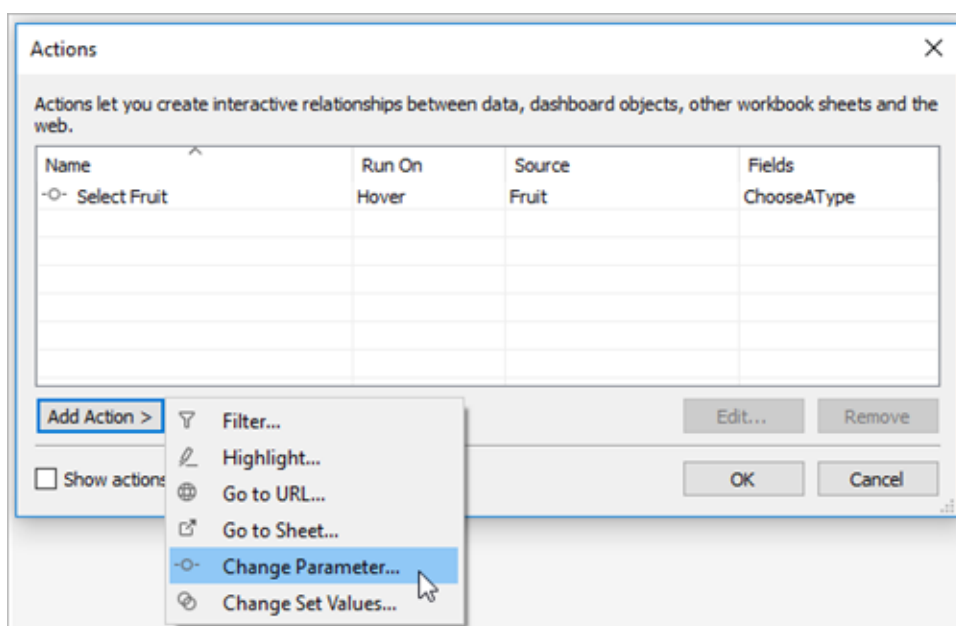 Actions
Actions let you create interactive relationships between data, dashboard objects, other workbook sheets and the
web.
Name Run On Source Fields
Select Fruit Hover Fruit ChooseAType
Add Action > Edit... Remove
Filter...
Highlight...
Show actions OK Cancel
Go to URL...
Go to Sheet...
Change Parameter...
Change Set Values...